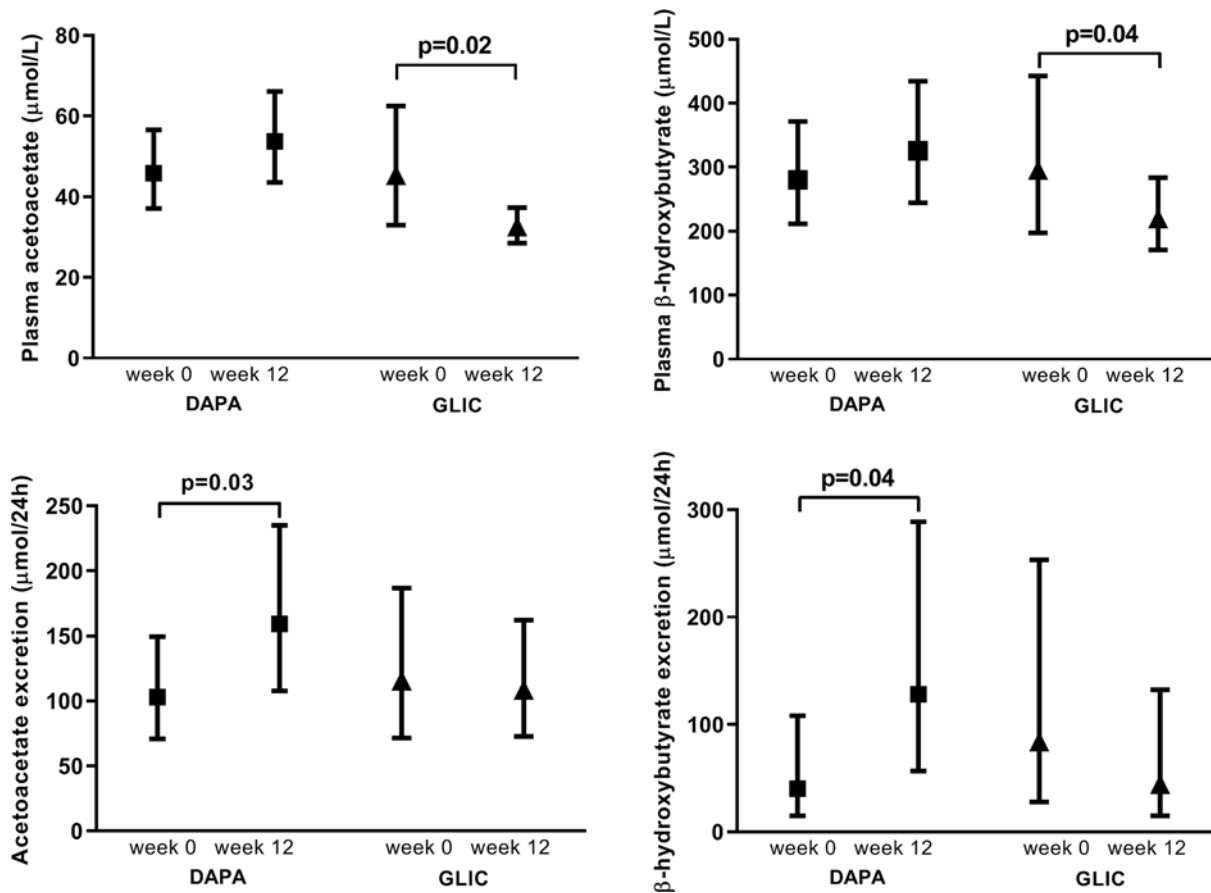 Plasma acetoacetate (μmol/L)
80
60
40
20
0
p=0.02
week 0 week 12 week 0 week 12
DAPA GLIC
Plasma β-hydroxybutyrate (μmol/L)
500
400
300
200
100
0
p=0.04
week 0 week 12 week 0 week 12
DAPA GLIC
Acetoacetate excretion (μmol/24h)
250
200
150
100
50
0
p=0.03
week 0 week 12 week 0 week 12
DAPA GLIC
β-hydroxybutyrate excretion (μmol/24h)
300
200
100
0
p=0.04
week 0 week 12 week 0 week 12
DAPA GLIC